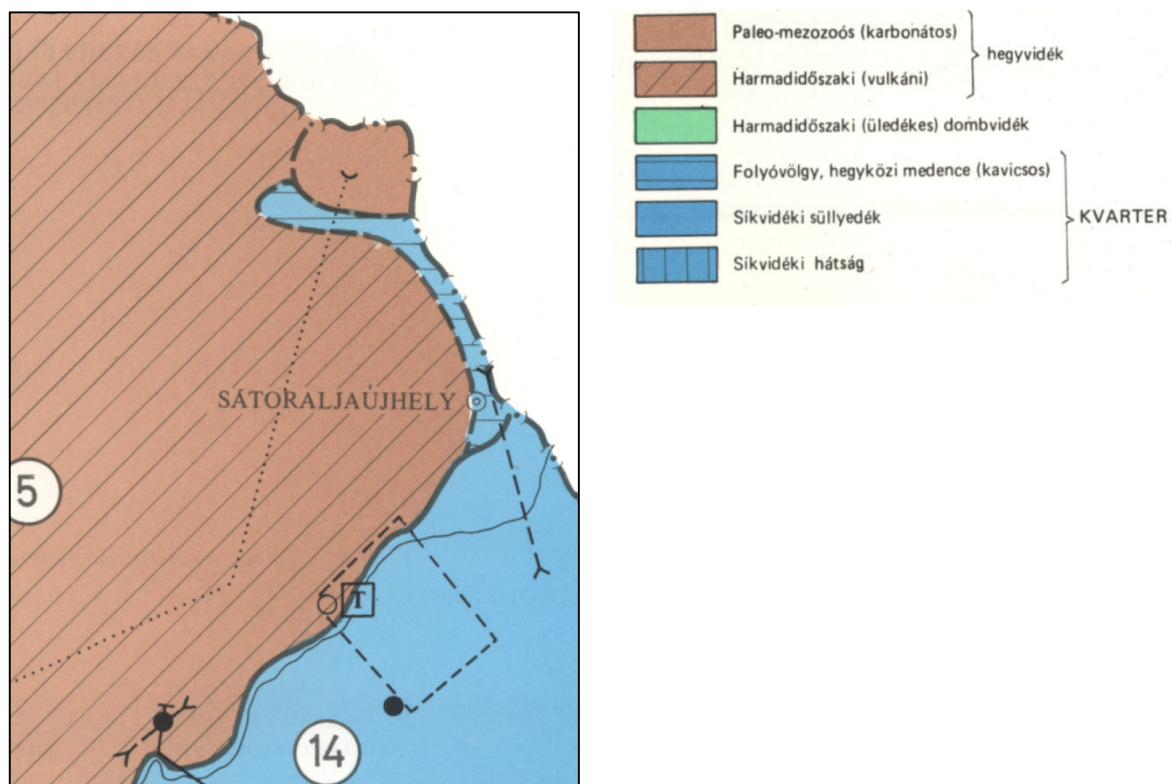 SÁTORALJAÚJHELY
5
T
14
Paleo-mezozoós (karbonátos)
hegyvidék
Harmadidőszaki (vulkáni)
Harmadidőszaki (üledékes) dombvidék
Folyóvölgy, hegyközi medence (kavicsos)
Síkvidéki süllyedék
KVARTER
Síkvidéki hátság